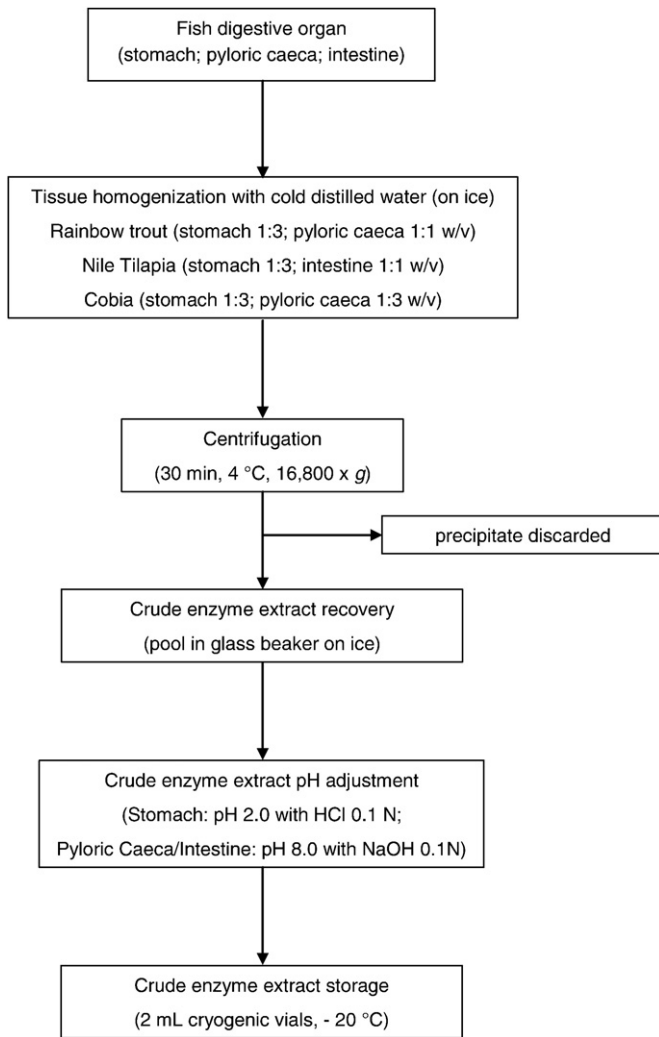 Fish digestive organ
(stomach; pyloric caeca; intestine)
Tissue homogenization with cold distilled water (on ice)
Rainbow trout (stomach 1:3; pyloric caeca 1:1 w/v)
Nile Tilapia (stomach 1:3; intestine 1:1 w/v)
Cobia (stomach 1:3; pyloric caeca 1:3 w/v)
Centrifugation
(30 min, 4 °C, 16,800 x g)
precipitate discarded
Crude enzyme extract recovery
(pool in glass beaker on ice)
Crude enzyme extract pH adjustment
(Stomach: pH 2.0 with HCl 0.1 N;
Pyloric Caeca/Intestine: pH 8.0 with NaOH 0.1N)
Crude enzyme extract storage
(2 mL cryogenic vials, - 20 °C)